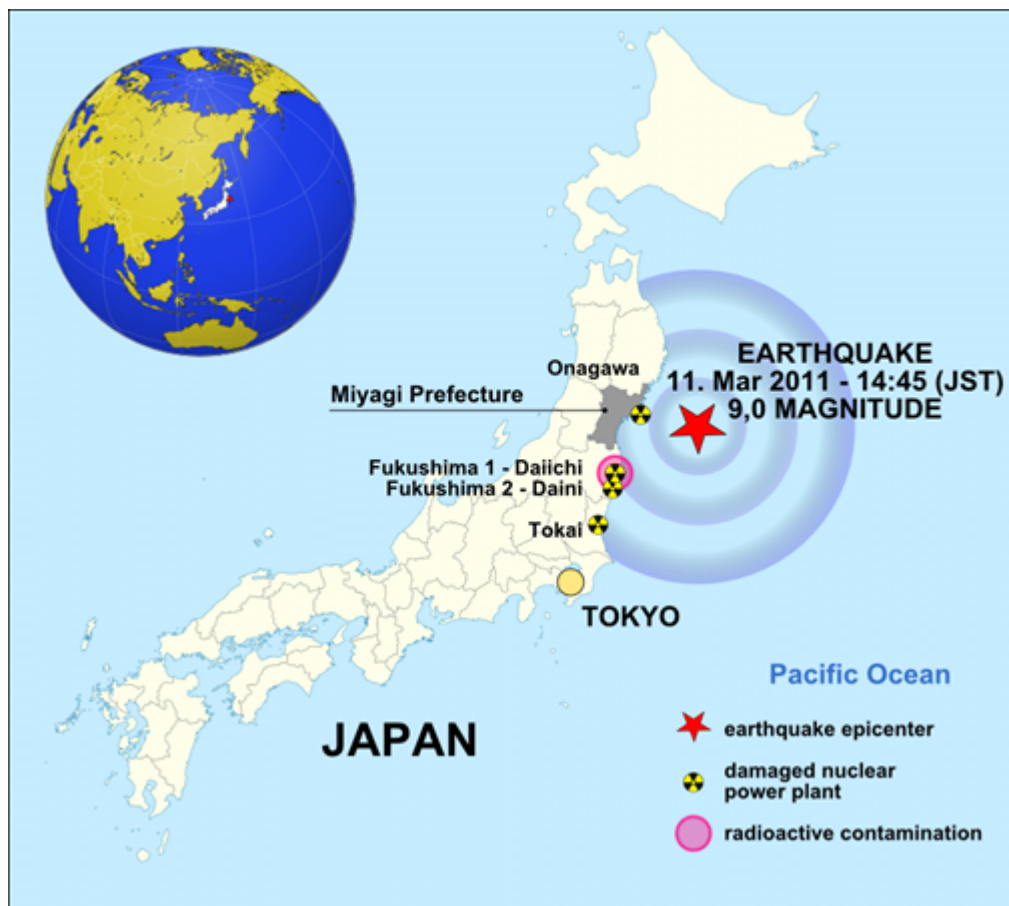 EARTHQUAKE
11. Mar 2011 - 14:45 (JST)
9,0 MAGNITUDE
Onagawa
Miyagi Prefecture
Fukushima 1 - Daiichi
Fukushima 2 - Daini
Tokai
TOKYO
JAPAN
Pacific Ocean
earthquake epicenter
damaged nuclear
power plant
radioactive contamination